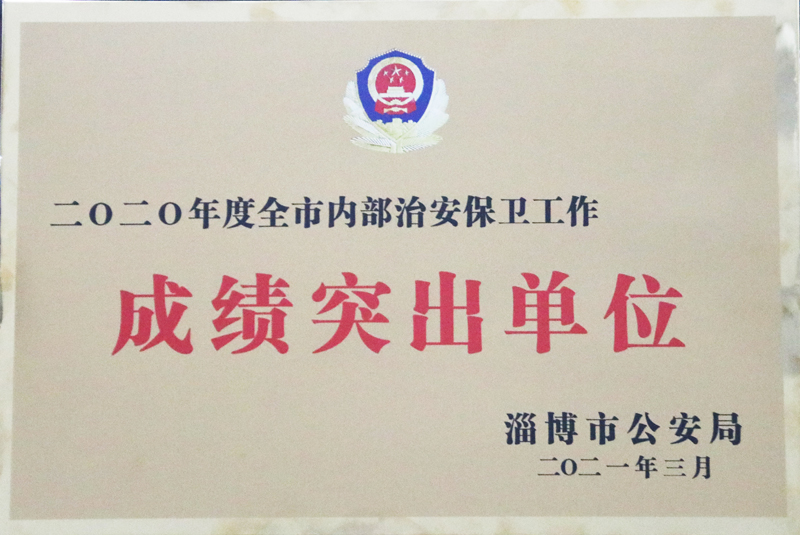 二〇二〇年度全市内部治安保卫工作
成绩突出单位
淄博市公安局
二〇二一年三月